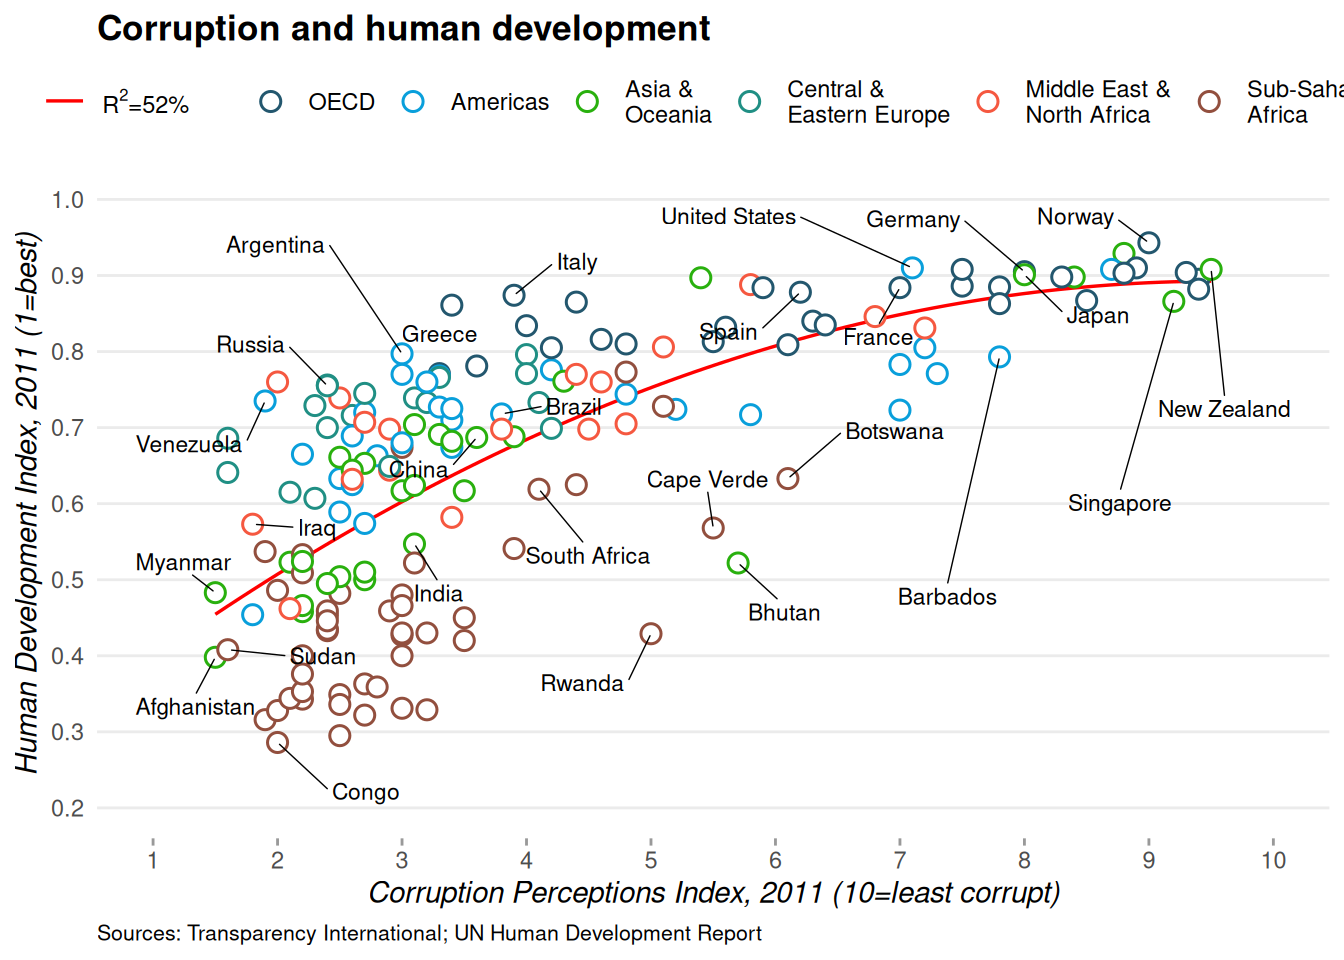 Corruption and human development
R2=52%
OECD
Americas
Asia &
Oceania
Central &
Eastern Europe
Middle East &
North Africa
Sub-Saha
Africa
Human Development Index, 2011 (1=best)
1.0
0.9
0.8
0.7
0.6
0.5
0.4
0.3
0.2
United States
Germany
Norway
Argentina
Italy
Greece
Russia
Spain
France
Japan
New Zealand
Brazil
Venezuela
China
Botswana
Cape Verde
Singapore
Iraq
South Africa
Myanmar
India
Bhutan
Barbados
Sudan
Rwanda
Afghanistan
Congo
1 2 3 4 5 6 7 8 9 10
Corruption Perceptions Index, 2011 (10=least corrupt)
Sources: Transparency International; UN Human Development Report